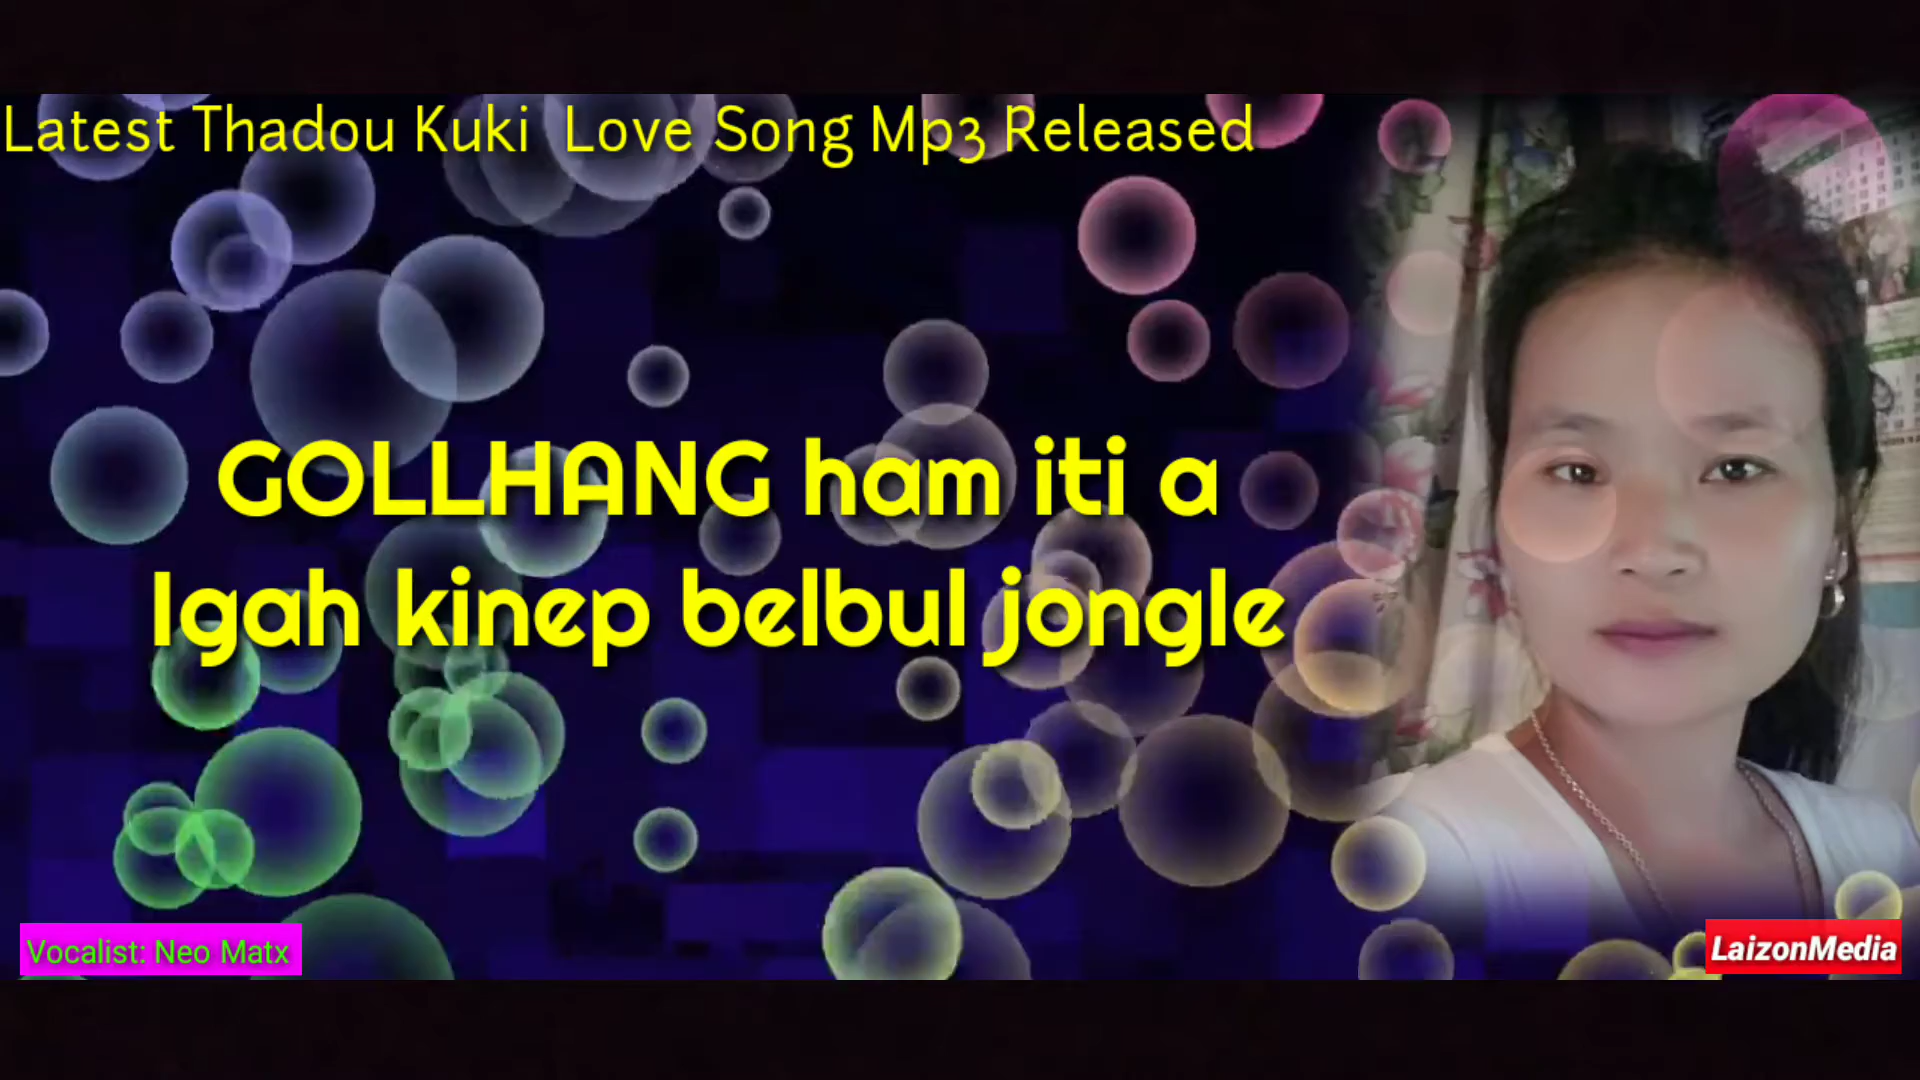 Latest Thadou Kuki Love Song Mp3 Released
GOLLHANG ham iti a
Igah kinep belbul jongle
Vocalist: Neo Matx
LaizonMedia